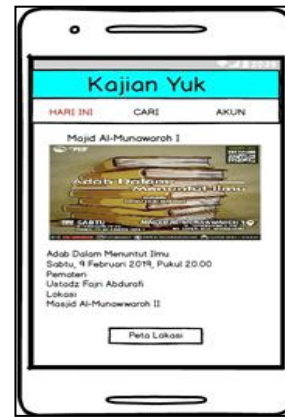 Kajian Yuk
HARI INI CARI AKUN
Majid Al-Munawaroh I
Adab Dalam
Menuntut Ilmu
SABTU
Adab Dalam Menuntut Ilmu
Sabtu, 9 Februari 2019, Pukul 20.00
Pemateri
Ustadz Fajri Abdurafi
Lokasi
Masjid Al-Munawwaroh II
Peta Lokasi